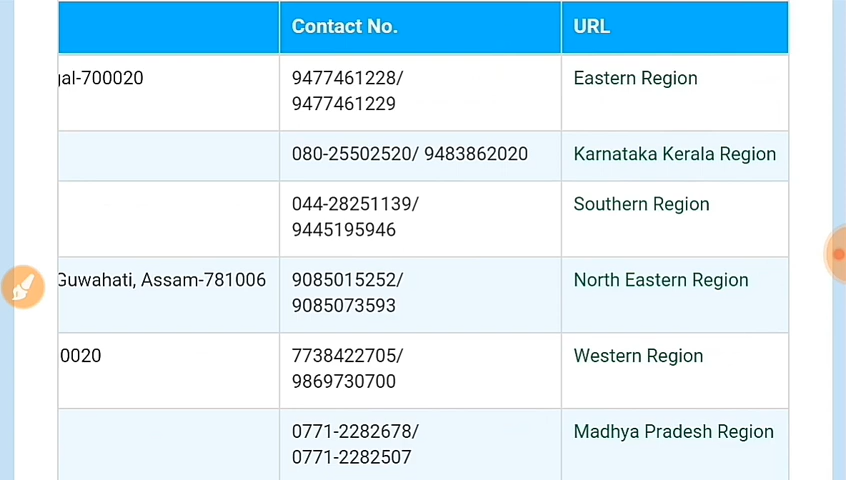 Contact No.
URL
gal-700020
9477461228/
9477461229
Eastern Region
080-25502520/ 9483862020
Karnataka Kerala Region
044-28251139/
9445195946
Southern Region
Guwahati, Assam-781006
9085015252/
9085073593
North Eastern Region
0020
7738422705/
9869730700
Western Region
0771-2282678/
0771-2282507
Madhya Pradesh Region